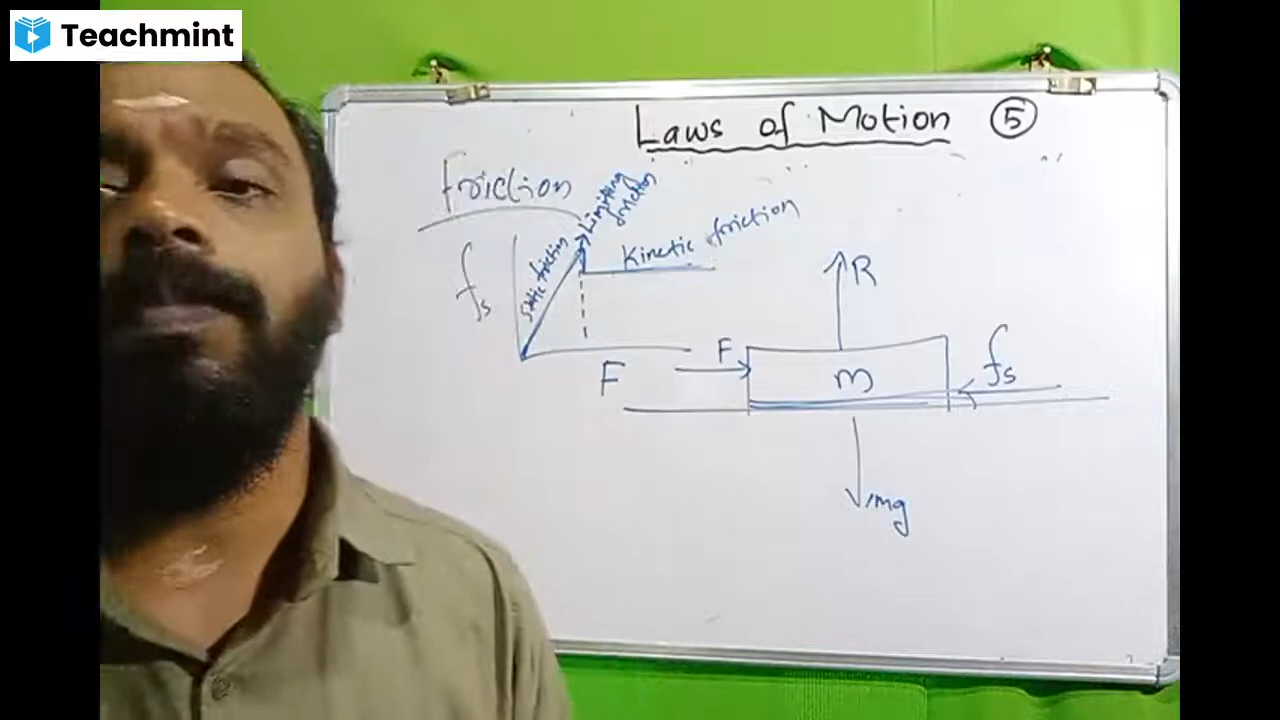 Teachmint
Laws of Motion 5
friction
Limiting
friction
Static friction
Kinetic friction
fs
F
F
R
m
fs
mg